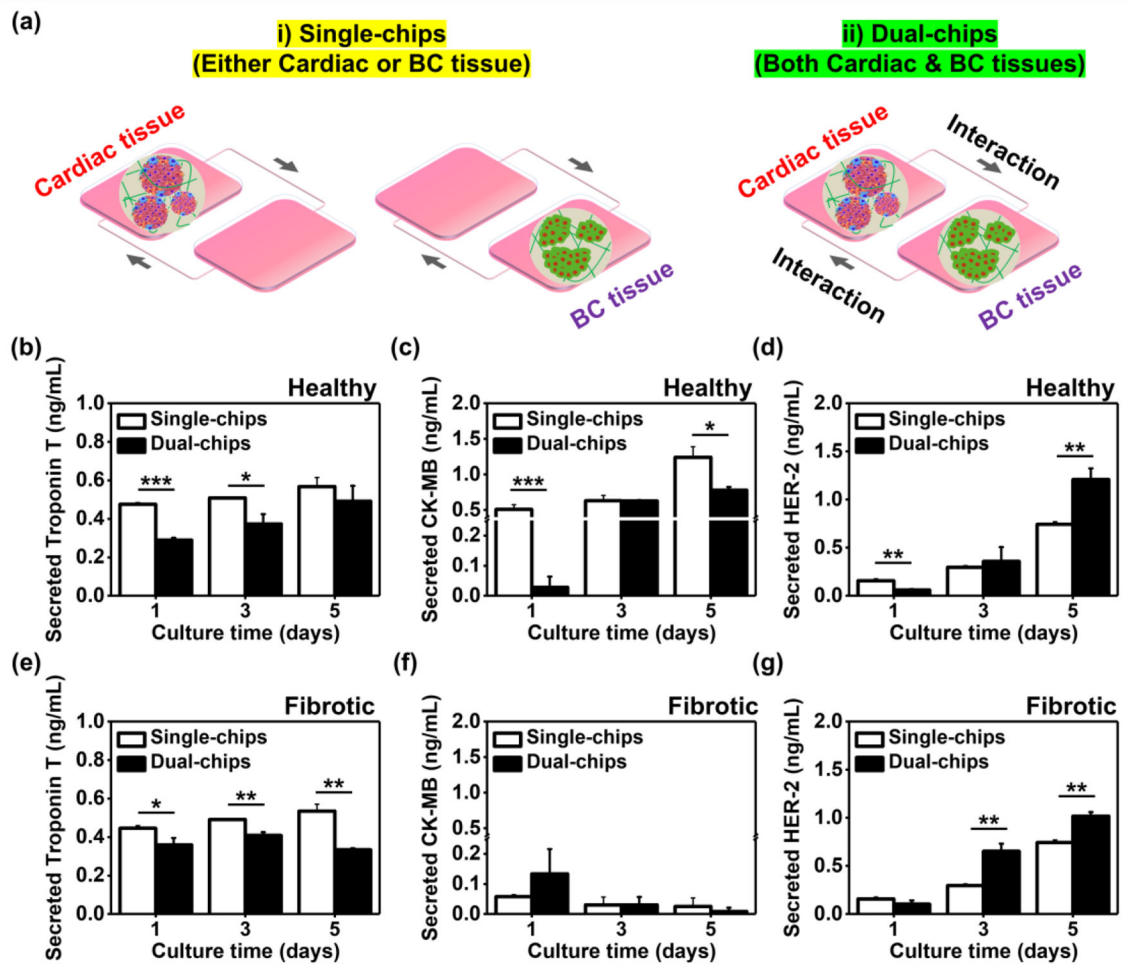 (a)
i) Single-chips
(Either Cardiac or BC tissue)
ii) Dual-chips
(Both Cardiac & BC tissues)
Cardiac tissue
BC tissue
Cardiac tissue
Interaction
Interaction
BC tissue
(b)
Healthy
Secreted Troponin T (ng/mL)
1.0
0.8
0.6
0.4
0.2
0.0
Single-chips
Dual-chips
***
*
1 3 5
Culture time (days)
(c)
Healthy
Secreted CK-MB (ng/mL)
2.0
1.5
1.0
0.5
0.2
0.1
0.0
Single-chips
Dual-chips
***
*
1 3 5
Culture time (days)
(d)
Healthy
Secreted HER-2 (ng/mL)
2.0
1.5
1.0
0.5
0.0
Single-chips
Dual-chips
**
**
1 3 5
Culture time (days)
(e)
Fibrotic
Secreted Troponin T (ng/mL)
1.0
0.8
0.6
0.4
0.2
0.0
Single-chips
Dual-chips
*
**
**
1 3 5
Culture time (days)
(f)
Fibrotic
Secreted CK-MB (ng/mL)
2.0
1.5
1.0
0.5
0.2
0.1
0.0
Single-chips
Dual-chips
1 3 5
Culture time (days)
(g)
Fibrotic
Secreted HER-2 (ng/mL)
2.0
1.5
1.0
0.5
0.0
Single-chips
Dual-chips
**
**
1 3 5
Culture time (days)